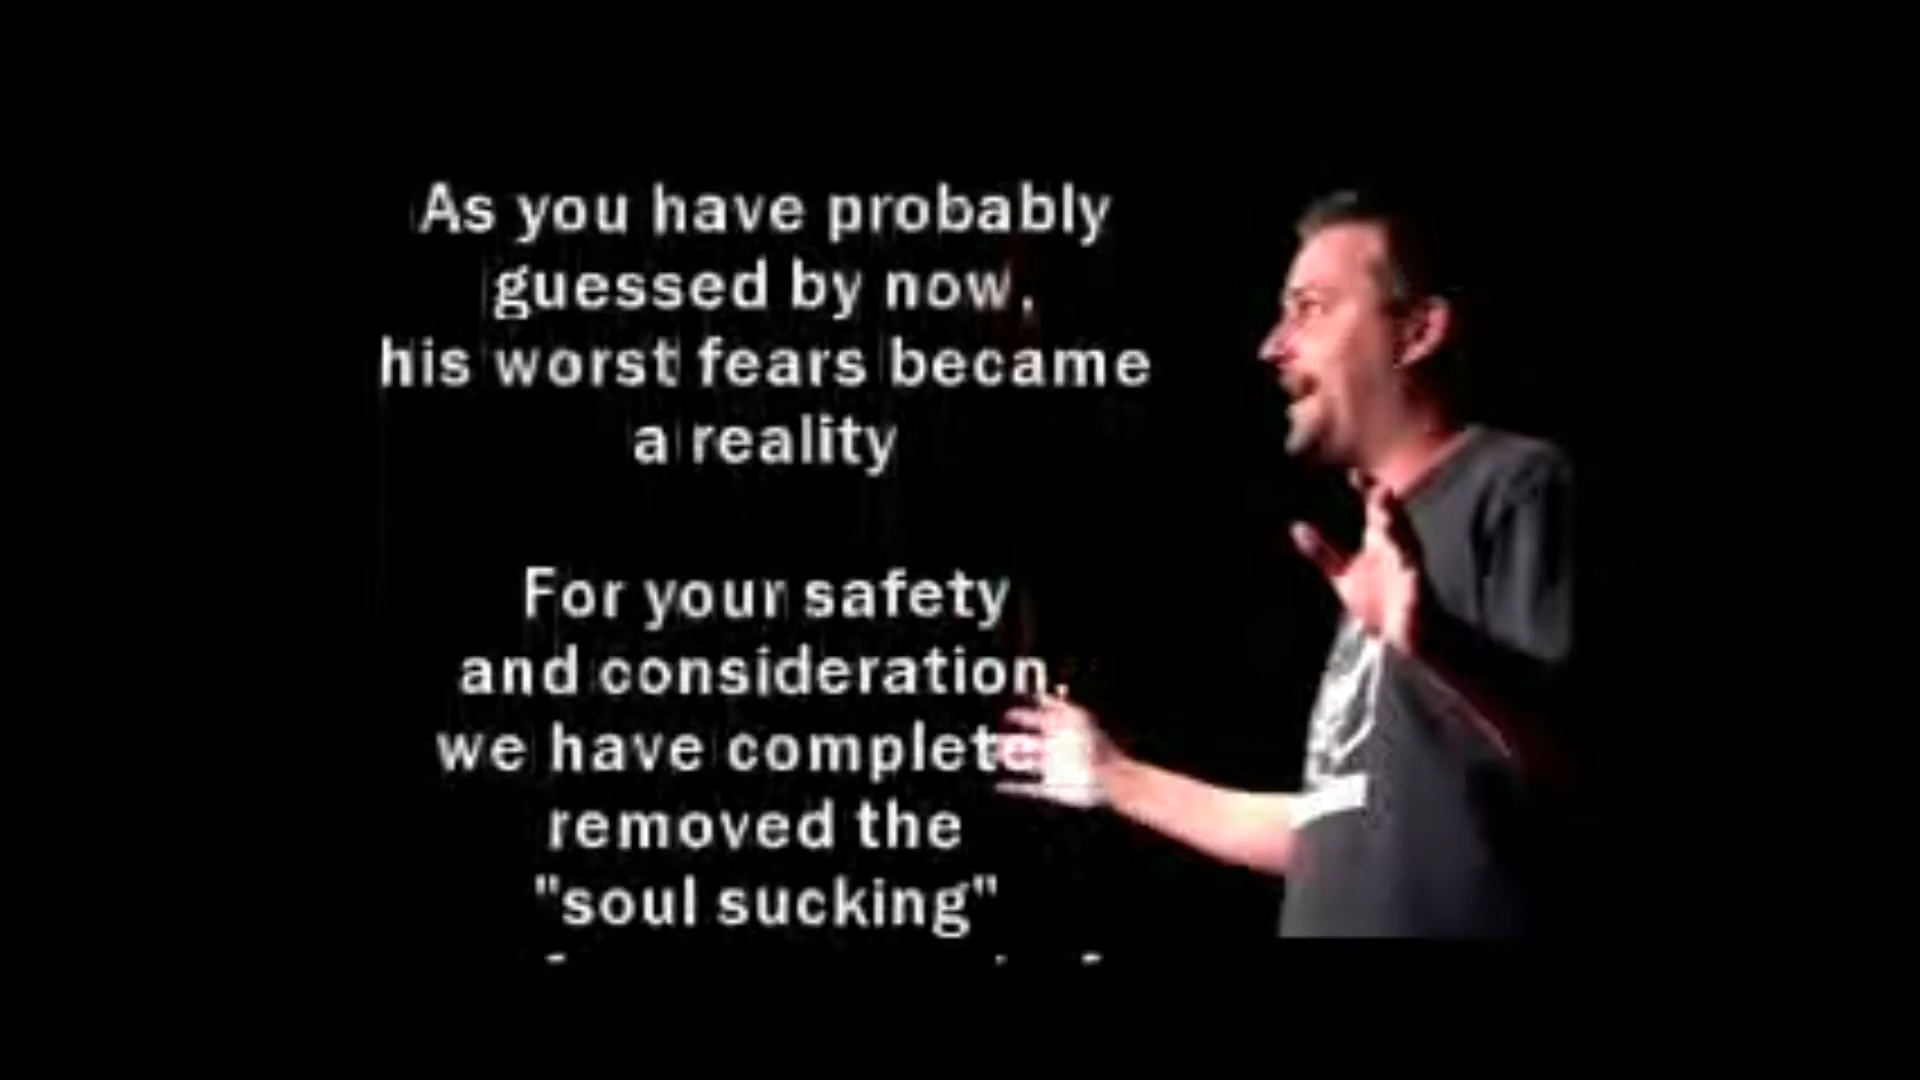 As you have probably
guessed by now,
his worst fears became
a reality
For your safety
and consideration,
we have complete
removed the
"soul sucking"